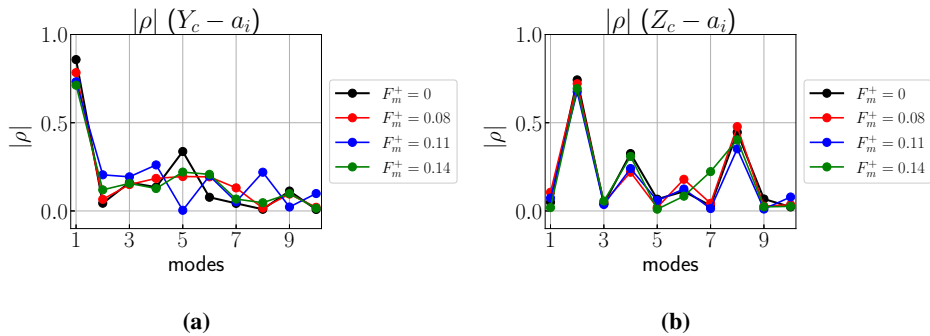 |ρ| (Y_c − a_i)
1.0
0.5
0.0
|ρ|
1 3 5 7 9
modes
F_m^+ = 0
F_m^+ = 0.08
F_m^+ = 0.11
F_m^+ = 0.14
(a)
|ρ| (Z_c − a_i)
1.0
0.5
0.0
|ρ|
1 3 5 7 9
modes
F_m^+ = 0
F_m^+ = 0.08
F_m^+ = 0.11
F_m^+ = 0.14
(b)